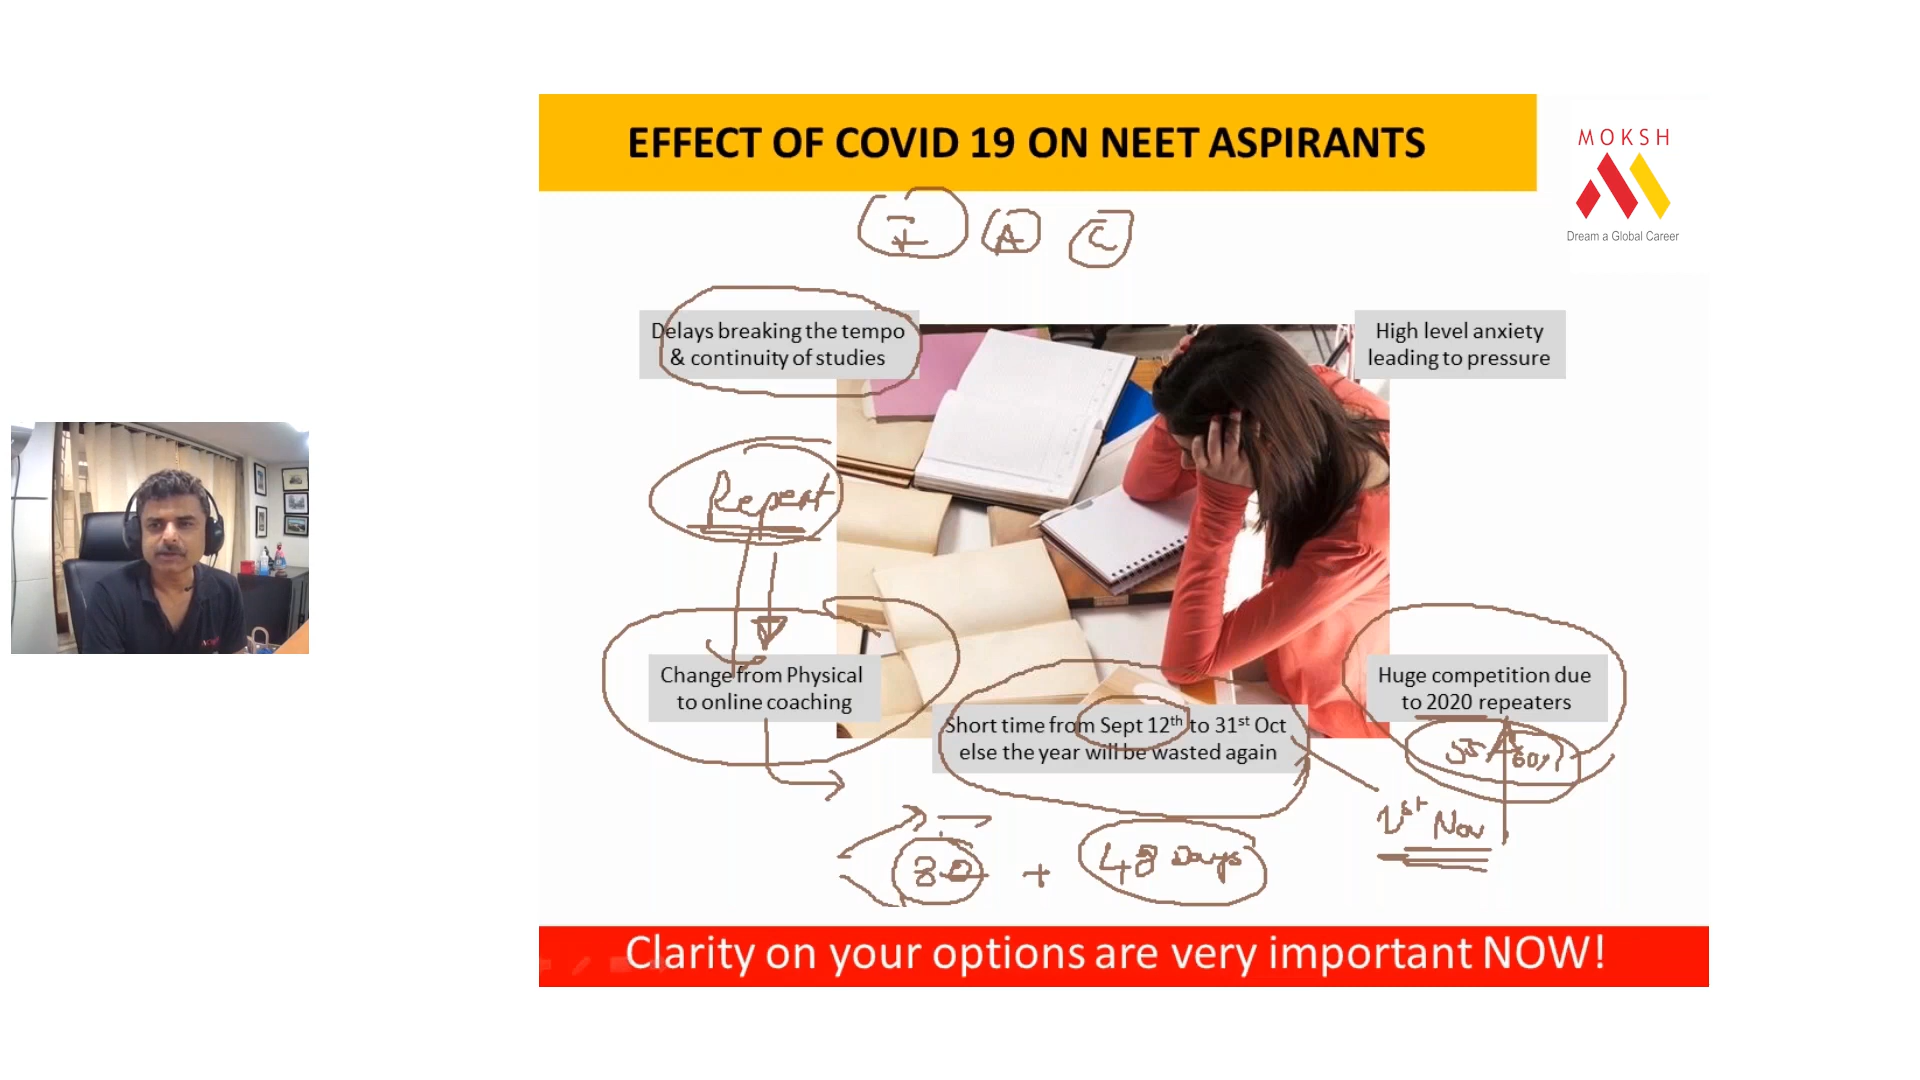 EFFECT OF COVID 19 ON NEET ASPIRANTS
MOKSH
Dream a Global Career
I A C
Delays breaking the tempo
& continuity of studies
High level anxiety
leading to pressure
Repeat
Change from Physical
to online coaching
Short time from Sept 12th to 31st Oct
else the year will be wasted again
Huge competition due
to 2020 repeaters
1st Nov
+ 48 Days
Clarity on your options are very important NOW!